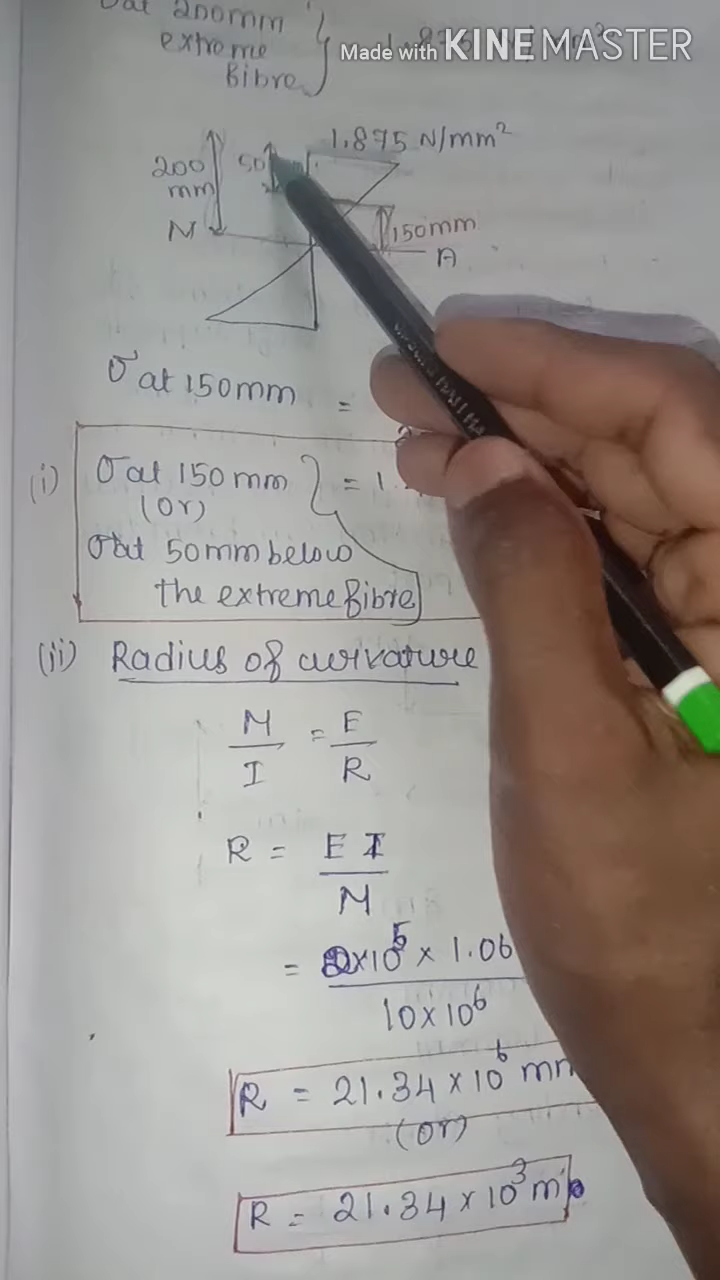 σ at 200mm
extreme
fibre }
Made with KINEMASTER
1.875 N/mm²
200 50
mm
N 150mm
A
σ at 150mm =
(i) σ at 150 mm } = 1.
(or)
σ at 50mm below
the extreme fibre
(ii) Radius of curvature
M/I = E/R
R = EI/M
= 2×10⁵ × 1.06
10×10⁶
R = 21.34 × 10⁶ mm
(or)
R = 21.34 × 10³ m